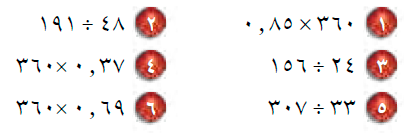 ١ ٠,٨٥×٣٦٠
٢ ١٩١ ÷ ٤٨
٣ ١٥٦ ÷ ٢٤
٤ ٣٦٠× ٠,٣٧
٥ ٣٠٧ ÷ ٣٣
٦ ٣٦٠× ٠,٦٩